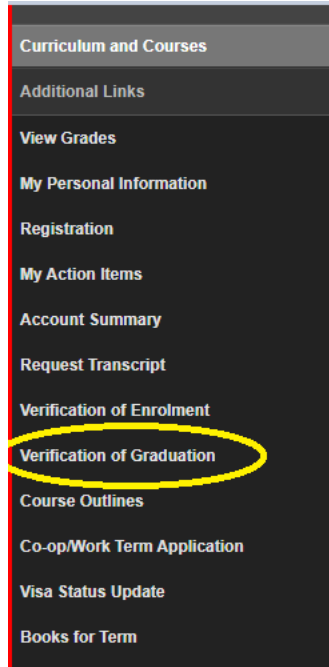 Curriculum and Courses
Additional Links
View Grades
My Personal Information
Registration
My Action Items
Account Summary
Request Transcript
Verification of Enrolment
Verification of Graduation
Course Outlines
Co-op/Work Term Application
Visa Status Update
Books for Term